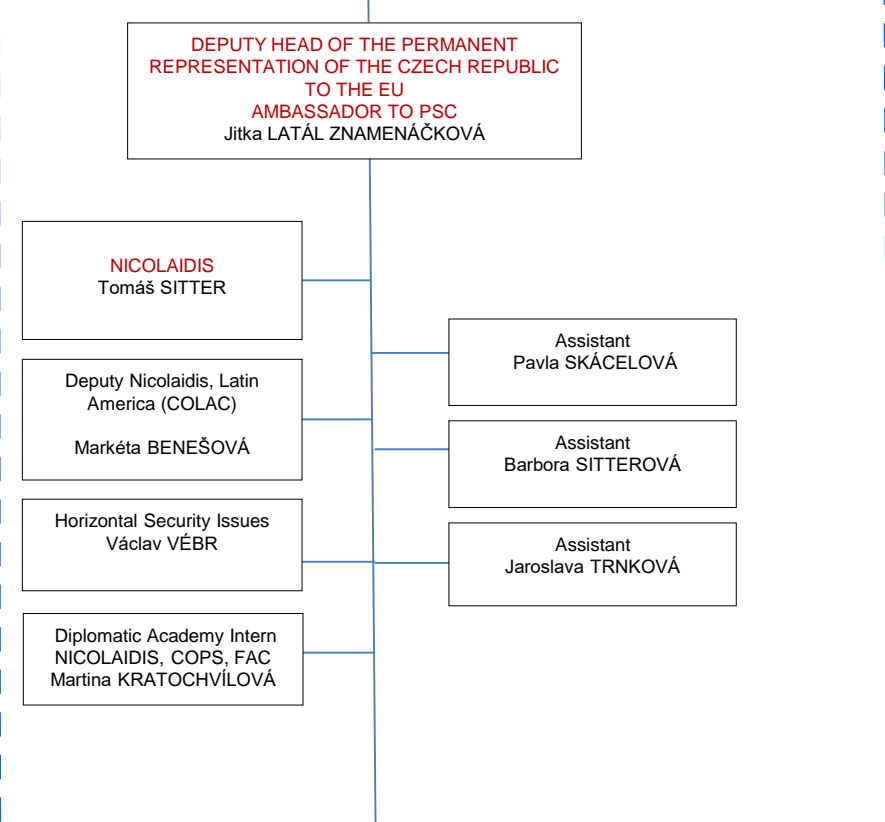 DEPUTY HEAD OF THE PERMANENT
REPRESENTATION OF THE CZECH REPUBLIC
TO THE EU
AMBASSADOR TO PSC
Jitka LATÁL ZNAMENÁČKOVÁ
NICOLAIDIS
Tomáš SITTER
Deputy Nicolaidis, Latin
America (COLAC)
Markéta BENEŠOVÁ
Horizontal Security Issues
Václav VÉBR
Diplomatic Academy Intern
NICOLAIDIS, COPS, FAC
Martina KRATOCHVÍLOVÁ
Assistant
Pavla SKÁCELOVÁ
Assistant
Barbora SITTEROVÁ
Assistant
Jaroslava TRNKOVÁ